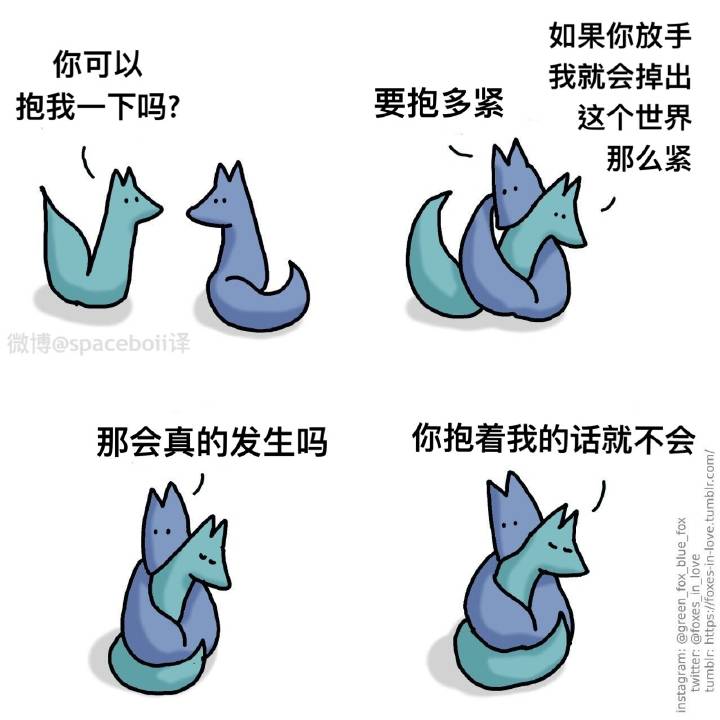 你可以
抱我一下吗?
要抱多紧
如果你放手
我就会掉出
这个世界
那么紧
微博@spaceboii译
那会真的发生吗
你抱着我的话就不会
instagram: @green_fox_blue_fox
twitter: @foxes_in_love
tumblr: https://foxes-in-love.tumblr.com/